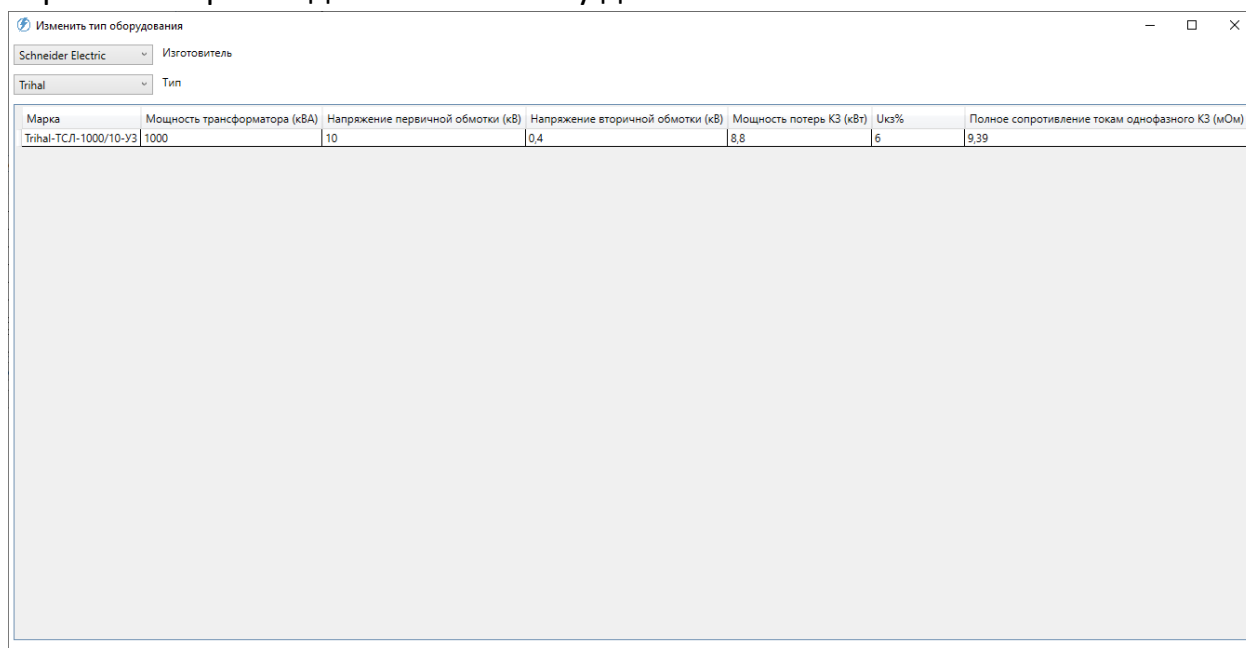 Изменить тип оборудования
Schneider Electric Изготовитель
Trihal Тип
Марка Мощность трансформатора (кВА) Напряжение первичной обмотки (кВ) Напряжение вторичной обмотки (кВ) Мощность потерь КЗ (кВт) Uкз% Полное сопротивление токам однофазного КЗ (мОм)
Trihal-ТСЛ-1000/10-У3 1000 10 0,4 8,8 6 9,39